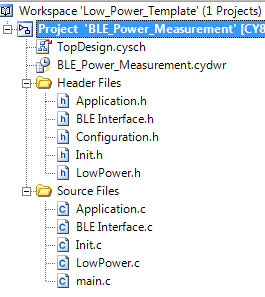 Workspace 'Low_Power_Template' (1 Projects)
Project 'BLE_Power_Measurement' [CY8
TopDesign.cysch
BLE_Power_Measurement.cydwr
Header Files
Application.h
BLE Interface.h
Configuration.h
Init.h
LowPower.h
Source Files
Application.c
BLE Interface.c
Init.c
LowPower.c
main.c